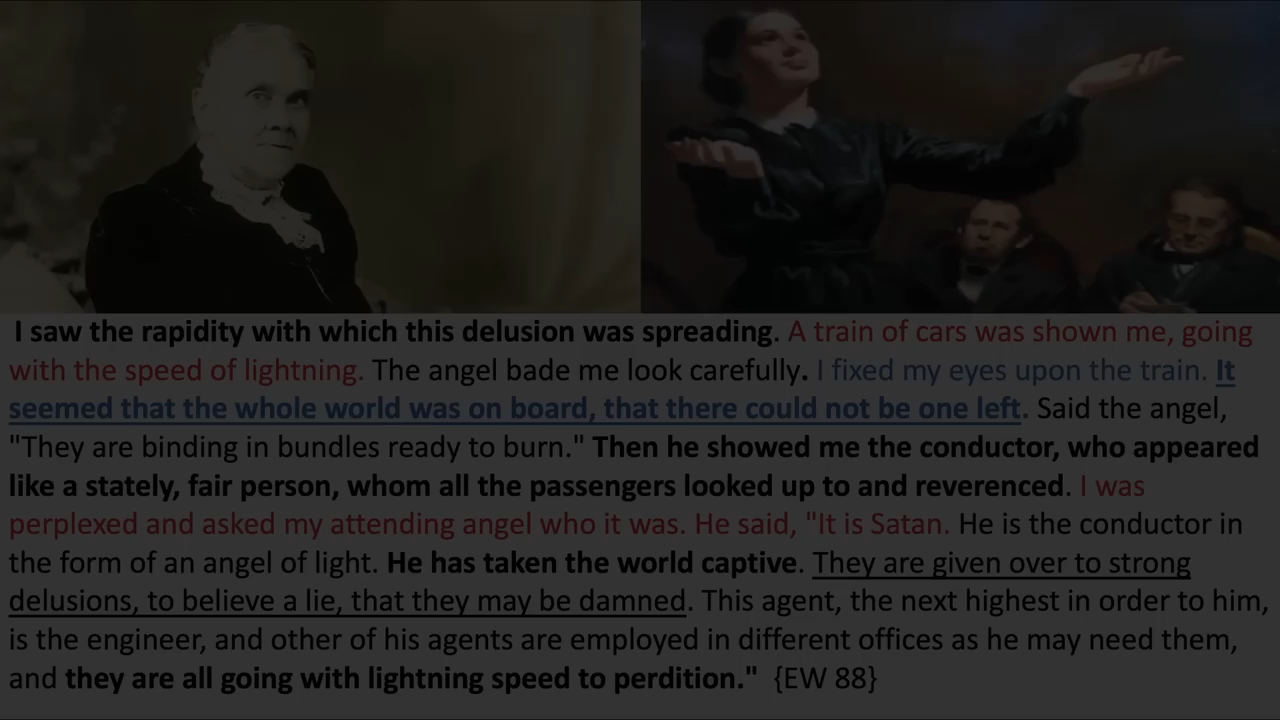 I saw the rapidity with which this delusion was spreading. A train of cars was shown me, going
with the speed of lightning. The angel bade me look carefully. I fixed my eyes upon the train. It
seemed that the whole world was on board, that there could not be one left. Said the angel,
"They are binding in bundles ready to burn." Then he showed me the conductor, who appeared
like a stately, fair person, whom all the passengers looked up to and reverenced. I was
perplexed and asked my attending angel who it was. He said, "It is Satan. He is the conductor in
the form of an angel of light. He has taken the world captive. They are given over to strong
delusions, to believe a lie, that they may be damned. This agent, the next highest in order to him,
is the engineer, and other of his agents are employed in different offices as he may need them,
and they are all going with lightning speed to perdition." {EW 88}